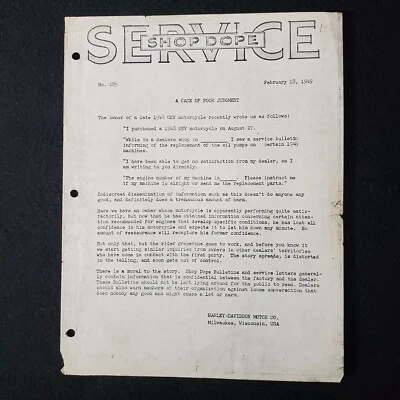 SERVICE
SHOP DOPE
No. 285
February 18, 1949
A CASE OF POOR JUDGMENT
The owner of a late 1948 OHV motorcycle recently wrote us as follows:
"I purchased a 1948 OHV motorcycle on August 27.
"While in a dealers shop in ________ I saw a service bulletin
informing of the replacement of the oil pumps on certain 1948
machines.
"I have been able to get no satisfaction from my dealer, so I
am writing to you directly.
"The engine number of my machine is _____. Please instruct me
if my machine is alright or send me the replacement parts."
Indiscreet dissemination of information such as this doesn't do anyone any
good, and definitely does a tremendous amount of harm.
Here we have an owner whose motorcycle is apparently performing quite satis-
factorily, but now that he has obtained information concerning certain atten-
tion recommended for engines that develop specific conditions, he has lost all
confidence in his motorcycle and expects it to let him down any minute. No
amount of reassurance will recapture his former confidence.
Not only that, but the rider grapevine goes to work, and before you know it
we start getting similar inquiries from owners in other dealers' territories
who have come in contact with the first party. The story spreads, is distorted
in the telling, and soon gets out of control.
There is a moral to the story. Shop Dope Bulletins and service letters general-
ly contain information that is confidential between the factory and the dealer.
These Bulletins should not be left lying around for the public to read. Dealers
should also warn members of their organization against loose conversation that
does nobody any good and might cause a lot of harm.
HARLEY-DAVIDSON MOTOR CO.
Milwaukee, Wisconsin, USA